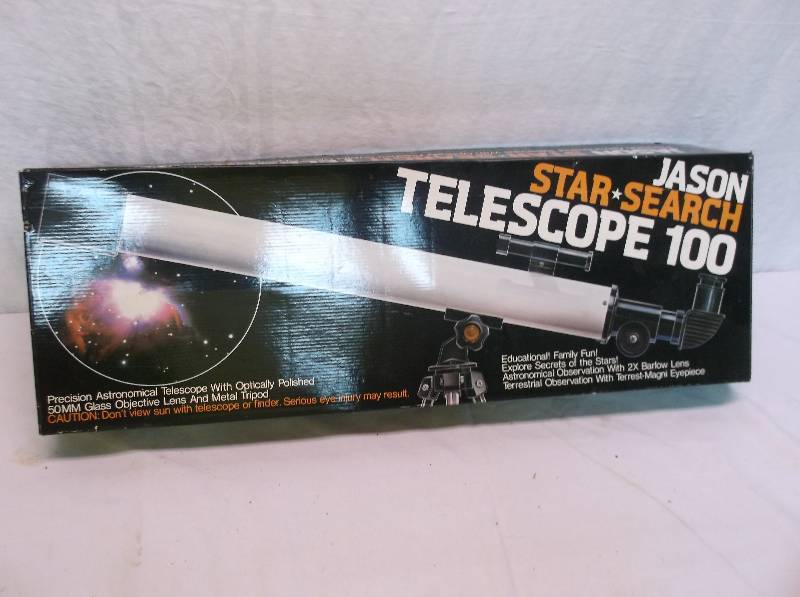 JASON
STAR★SEARCH
TELESCOPE 100
Educational! Family Fun!
Explore Secrets of the Stars!
Astronomical Observation With 2X Barlow Lens
Terrestrial Observation With Terrest-Magni Eyepiece
Precision Astronomical Telescope With Optically Polished
50MM Glass Objective Lens And Metal Tripod
CAUTION: Don't view sun with telescope or finder. Serious eye injury may result.